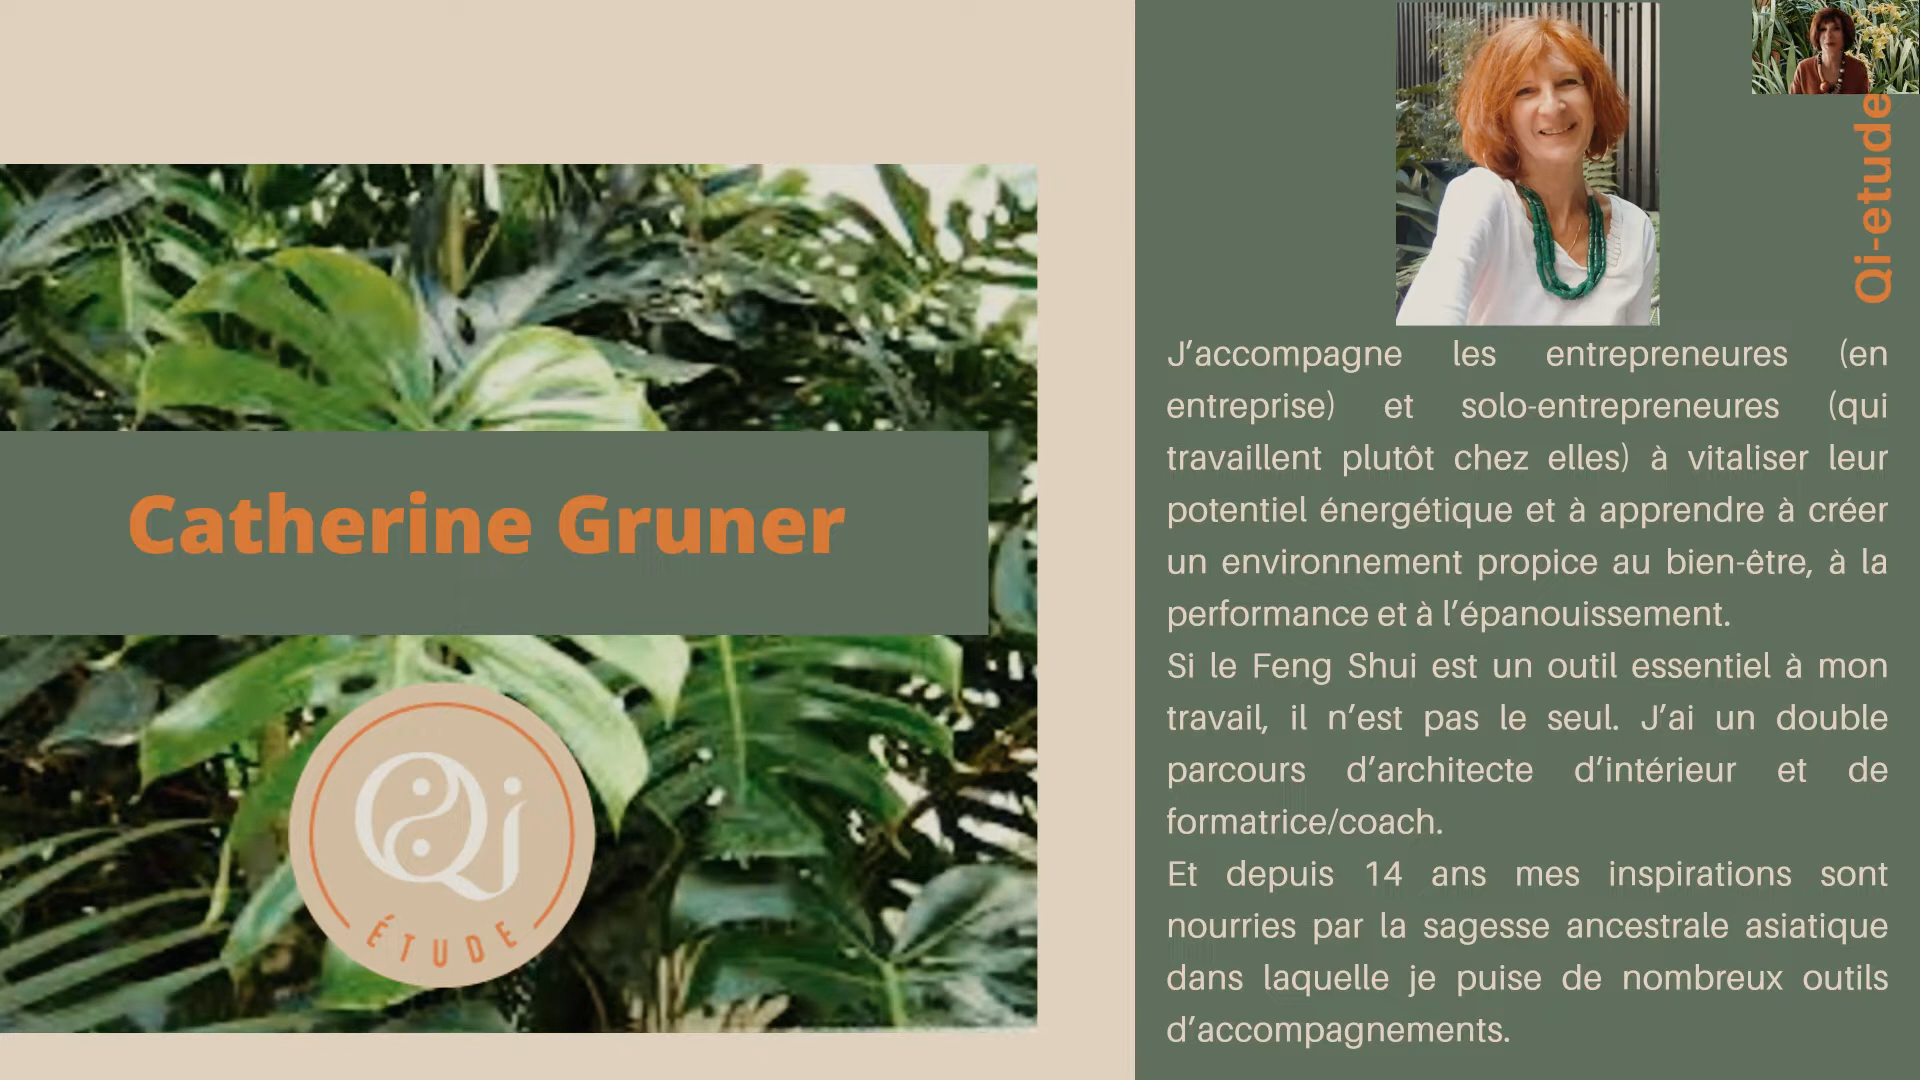 Catherine Gruner
Qi
ÉTUDE
Qi-etude
J’accompagne les entrepreneures (en
entreprise) et solo-entrepreneures (qui
travaillent plutôt chez elles) à vitaliser leur
potentiel énergétique et à apprendre à créer
un environnement propice au bien-être, à la
performance et à l’épanouissement.
Si le Feng Shui est un outil essentiel à mon
travail, il n’est pas le seul. J’ai un double
parcours d’architecte d’intérieur et de
formatrice/coach.
Et depuis 14 ans mes inspirations sont
nourries par la sagesse ancestrale asiatique
dans laquelle je puise de nombreux outils
d’accompagnements.